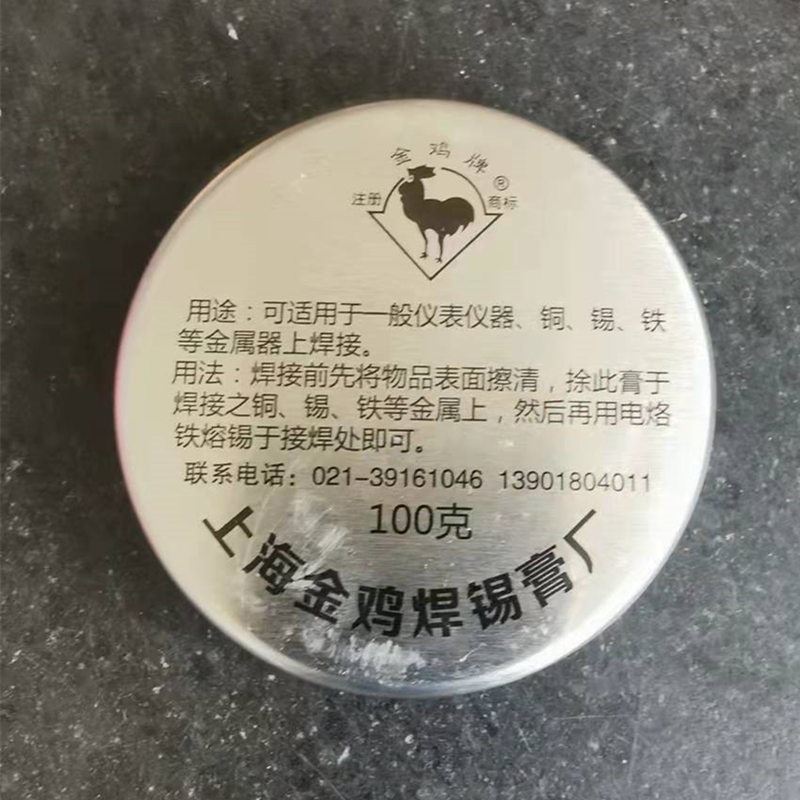 金鸡牌®
注册 商标
用途：可适用于一般仪表仪器、铜、锡、铁
等金属器上焊接。
用法：焊接前先将物品表面擦清，捈此膏于
焊接之铜、锡、铁等金属上，然后再用电烙
铁熔锡于接焊处即可。
联系电话：021-39161046 13901804011
100克
上海金鸡焊锡膏厂